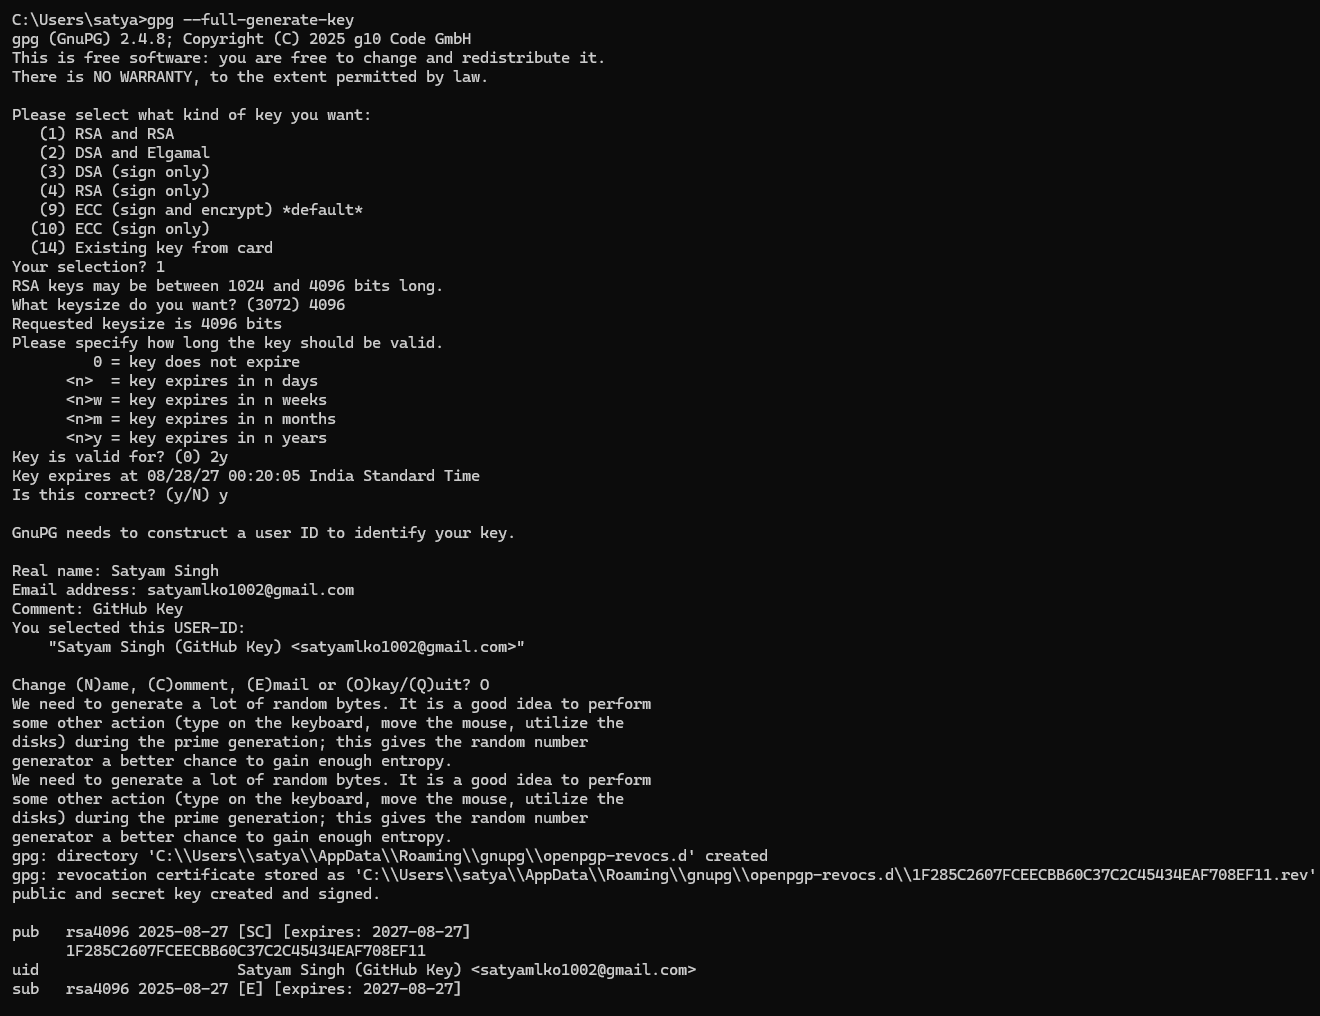 C:\Users\satya>gpg --full-generate-key
gpg (GnuPG) 2.4.8; Copyright (C) 2025 g10 Code GmbH
This is free software: you are free to change and redistribute it.
There is NO WARRANTY, to the extent permitted by law.
Please select what kind of key you want:
   (1) RSA and RSA
   (2) DSA and Elgamal
   (3) DSA (sign only)
   (4) RSA (sign only)
   (9) ECC (sign and encrypt) *default*
  (10) ECC (sign only)
  (14) Existing key from card
Your selection? 1
RSA keys may be between 1024 and 4096 bits long.
What keysize do you want? (3072) 4096
Requested keysize is 4096 bits
Please specify how long the key should be valid.
         0 = key does not expire
      <n>  = key expires in n days
      <n>w = key expires in n weeks
      <n>m = key expires in n months
      <n>y = key expires in n years
Key is valid for? (0) 2y
Key expires at 08/28/27 00:20:05 India Standard Time
Is this correct? (y/N) y
GnuPG needs to construct a user ID to identify your key.
Real name: Satyam Singh
Email address: satyamlko1002@gmail.com
Comment: GitHub Key
You selected this USER-ID:
    "Satyam Singh (GitHub Key) <satyamlko1002@gmail.com>"
Change (N)ame, (C)omment, (E)mail or (O)kay/(Q)uit? O
We need to generate a lot of random bytes. It is a good idea to perform
some other action (type on the keyboard, move the mouse, utilize the
disks) during the prime generation; this gives the random number
generator a better chance to gain enough entropy.
We need to generate a lot of random bytes. It is a good idea to perform
some other action (type on the keyboard, move the mouse, utilize the
disks) during the prime generation; this gives the random number
generator a better chance to gain enough entropy.
gpg: directory 'C:\\Users\\satya\\AppData\\Roaming\\gnupg\\openpgp-revocs.d' created
gpg: revocation certificate stored as 'C:\\Users\\satya\\AppData\\Roaming\\gnupg\\openpgp-revocs.d\\1F285C2607FCEECBB60C37C2C45434EAF708EF11.rev'
public and secret key created and signed.
pub   rsa4096 2025-08-27 [SC] [expires: 2027-08-27]
      1F285C2607FCEECBB60C37C2C45434EAF708EF11
uid                      Satyam Singh (GitHub Key) <satyamlko1002@gmail.com>
sub   rsa4096 2025-08-27 [E] [expires: 2027-08-27]